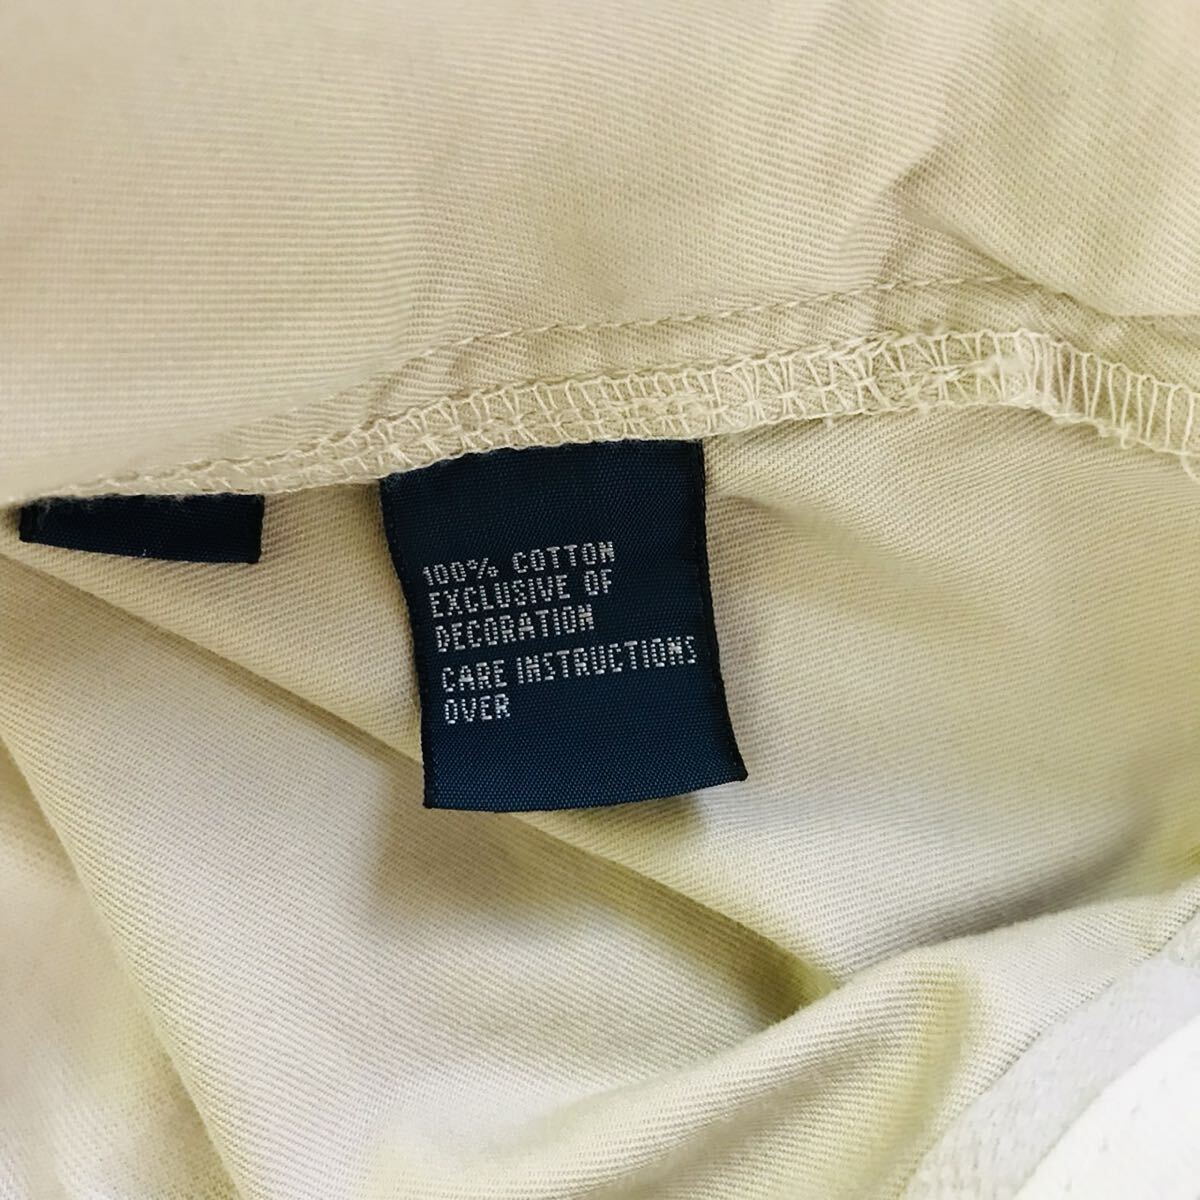 100% COTTON
EXCLUSIVE OF
DECORATION
CARE INSTRUCTIONS
OVER